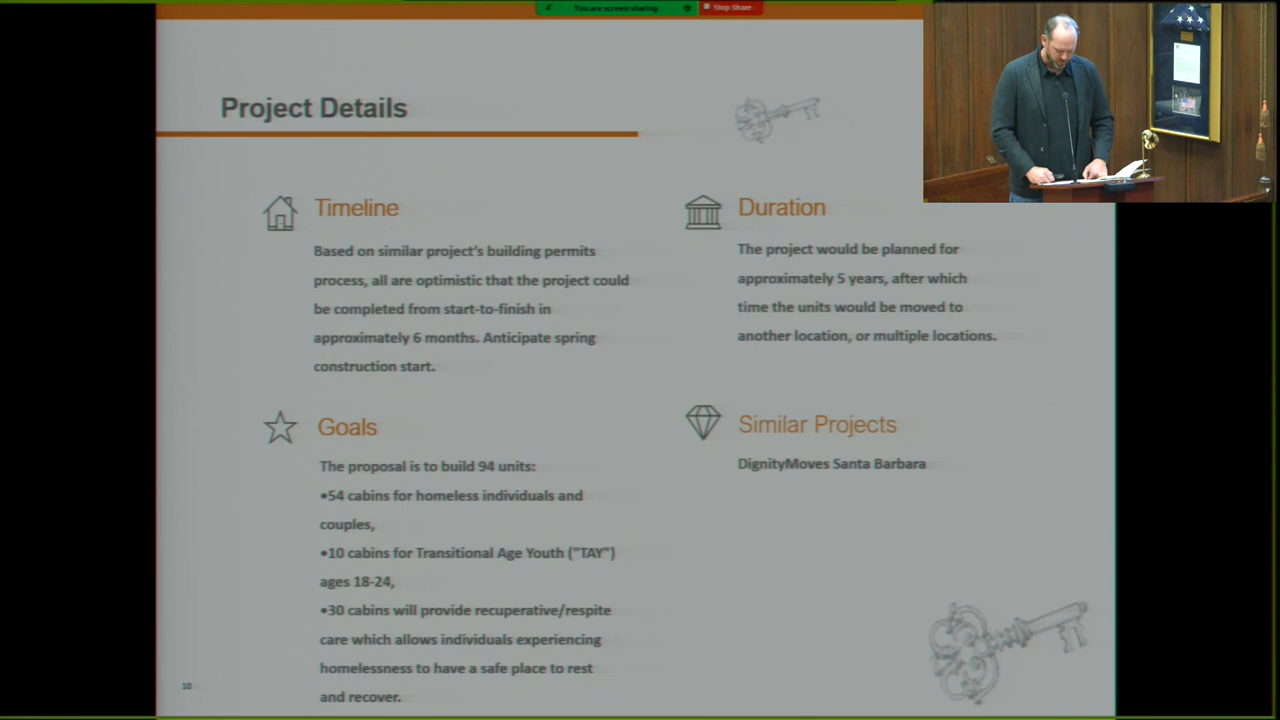 You are screen sharing
Stop Share
Project Details
Timeline
Based on similar project's building permits
process, all are optimistic that the project could
be completed from start-to-finish in
approximately 6 months. Anticipate spring
construction start.
Duration
The project would be planned for
approximately 5 years, after which
time the units would be moved to
another location, or multiple locations.
Goals
The proposal is to build 94 units:
•54 cabins for homeless individuals and
couples,
•10 cabins for Transitional Age Youth ("TAY")
ages 18-24,
•30 cabins will provide recuperative/respite
care which allows individuals experiencing
homelessness to have a safe place to rest
and recover.
Similar Projects
DignityMoves Santa Barbara
10